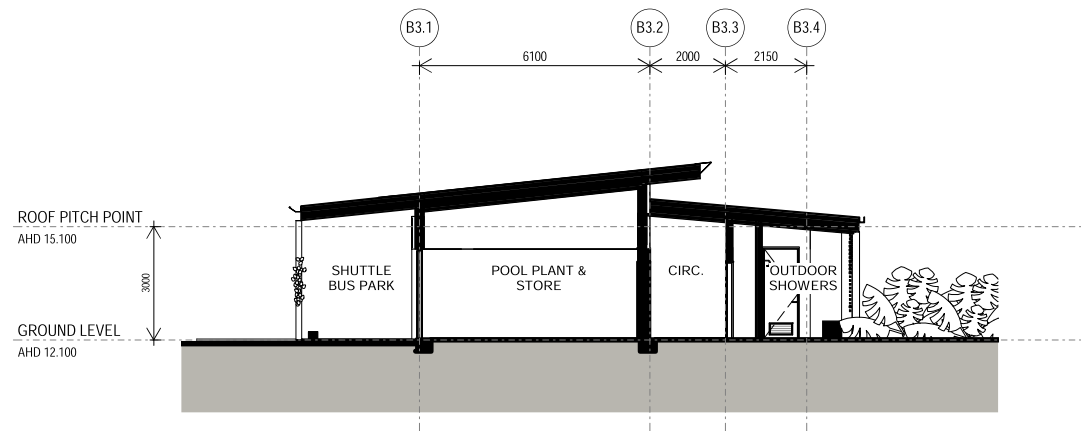 B3.1
B3.2
B3.3
B3.4
6100
2000
2150
ROOF PITCH POINT
AHD 15.100
3000
SHUTTLE
BUS PARK
POOL PLANT &
STORE
CIRC.
OUTDOOR
SHOWERS
GROUND LEVEL
AHD 12.100